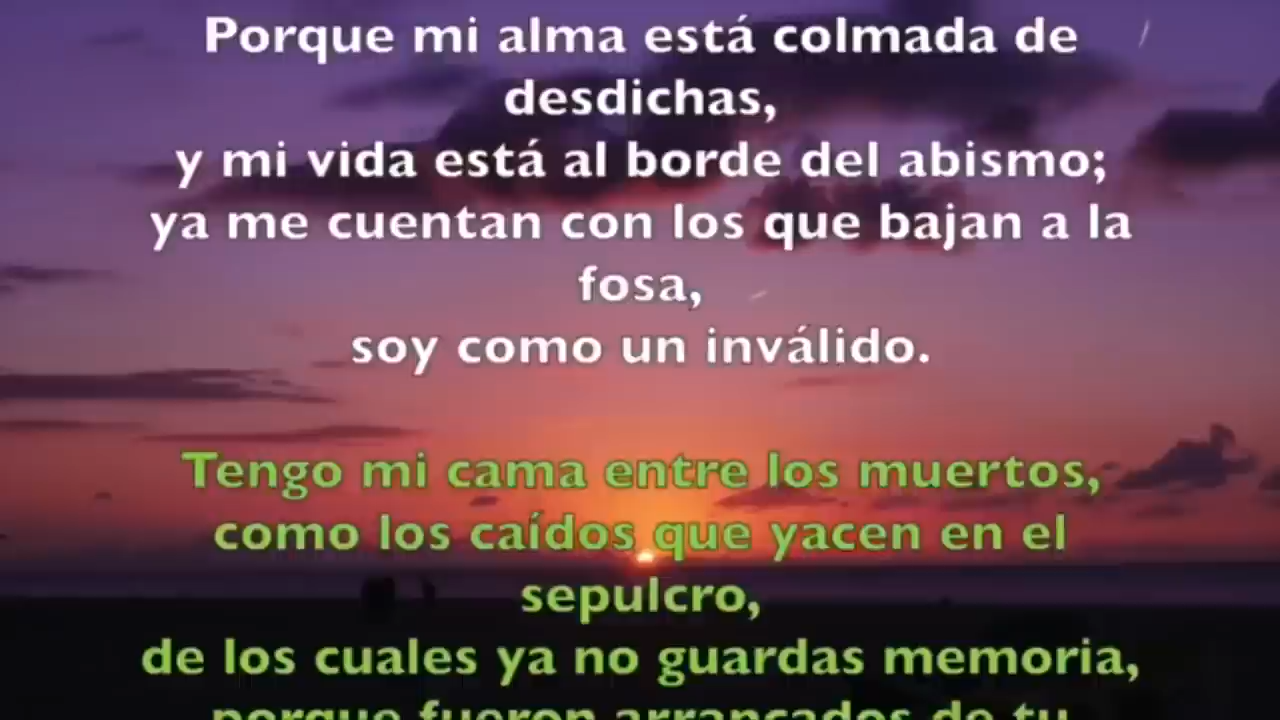 Porque mi alma está colmada de
desdichas,
y mi vida está al borde del abismo;
ya me cuentan con los que bajan a la
fosa,
soy como un inválido.
Tengo mi cama entre los muertos,
como los caídos que yacen en el
sepulcro,
de los cuales ya no guardas memoria,
porque fueron arrancados de tu